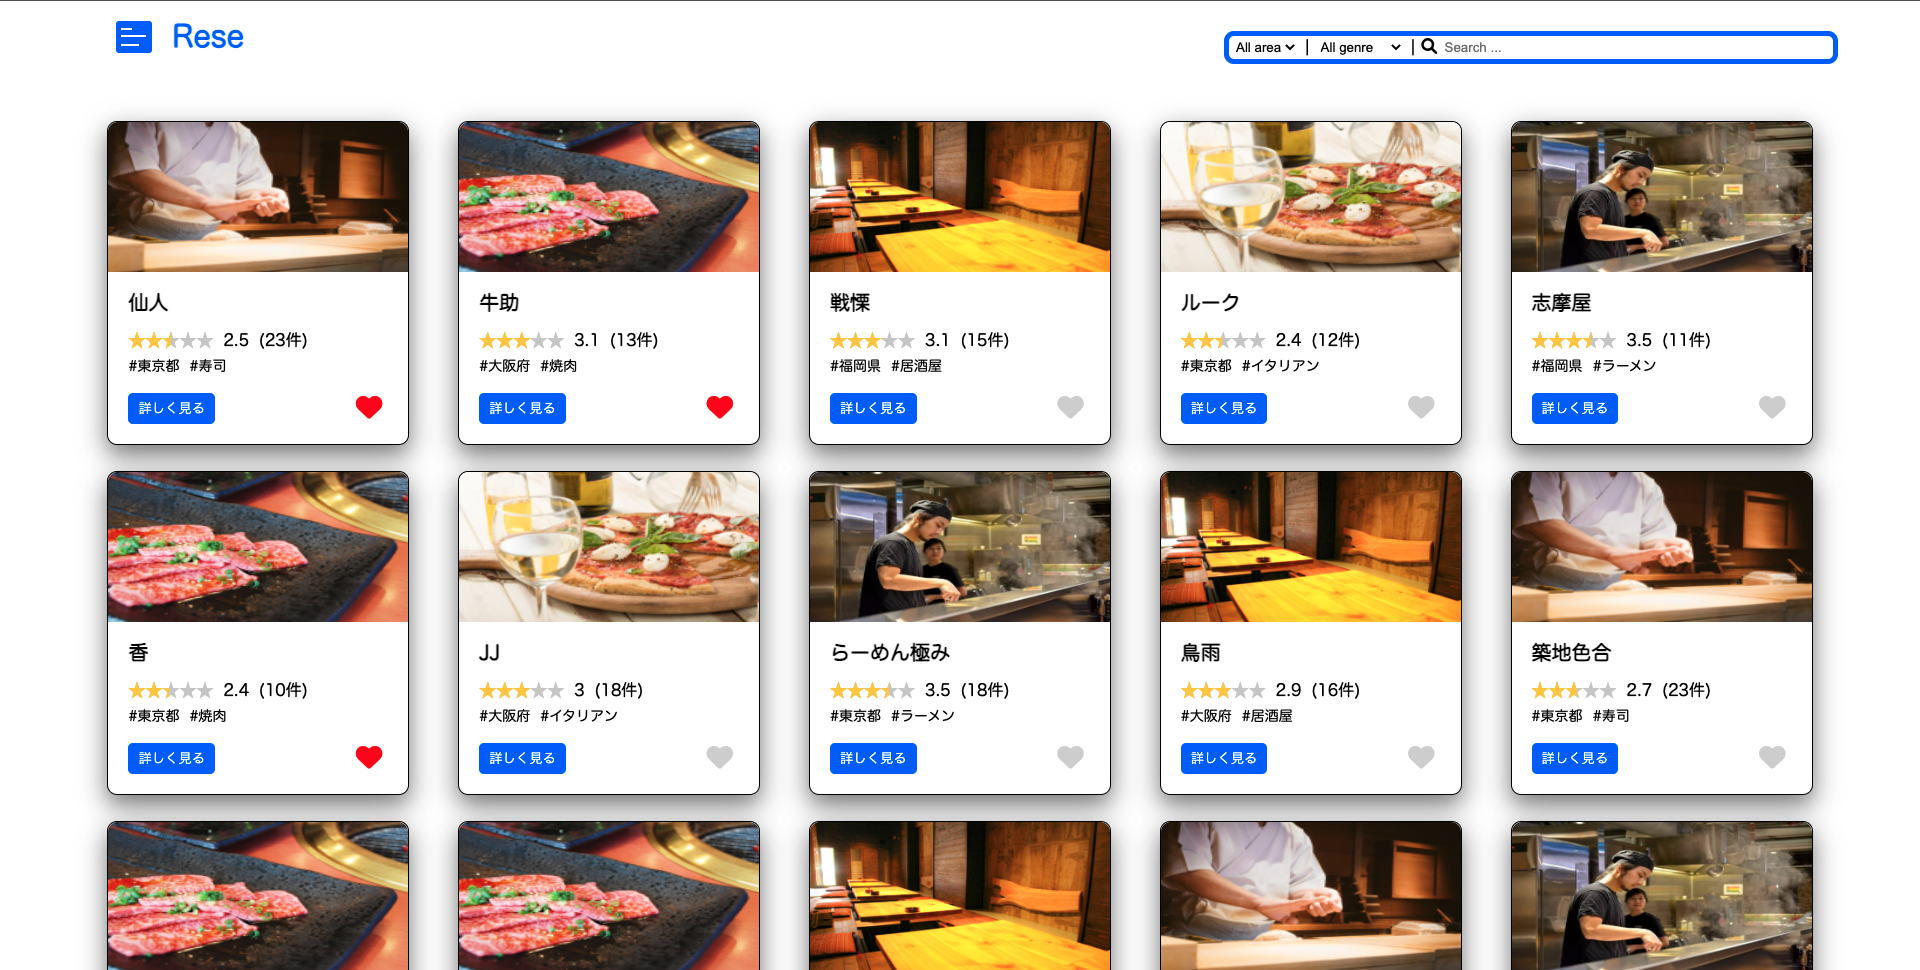 Rese
All area | All genre | Search ...
仙人
2.5 (23件)
#東京都 #寿司
詳しく見る
牛助
3.1 (13件)
#大阪府 #焼肉
詳しく見る
戦慄
3.1 (15件)
#福岡県 #居酒屋
詳しく見る
ルーク
2.4 (12件)
#東京都 #イタリアン
詳しく見る
志摩屋
3.5 (11件)
#福岡県 #ラーメン
詳しく見る
香
2.4 (10件)
#東京都 #焼肉
詳しく見る
JJ
3 (18件)
#大阪府 #イタリアン
詳しく見る
らーめん極み
3.5 (18件)
#東京都 #ラーメン
詳しく見る
鳥雨
2.9 (16件)
#大阪府 #居酒屋
詳しく見る
築地色合
2.7 (23件)
#東京都 #寿司
詳しく見る